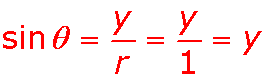 sin θ = y/r = y/1 = y